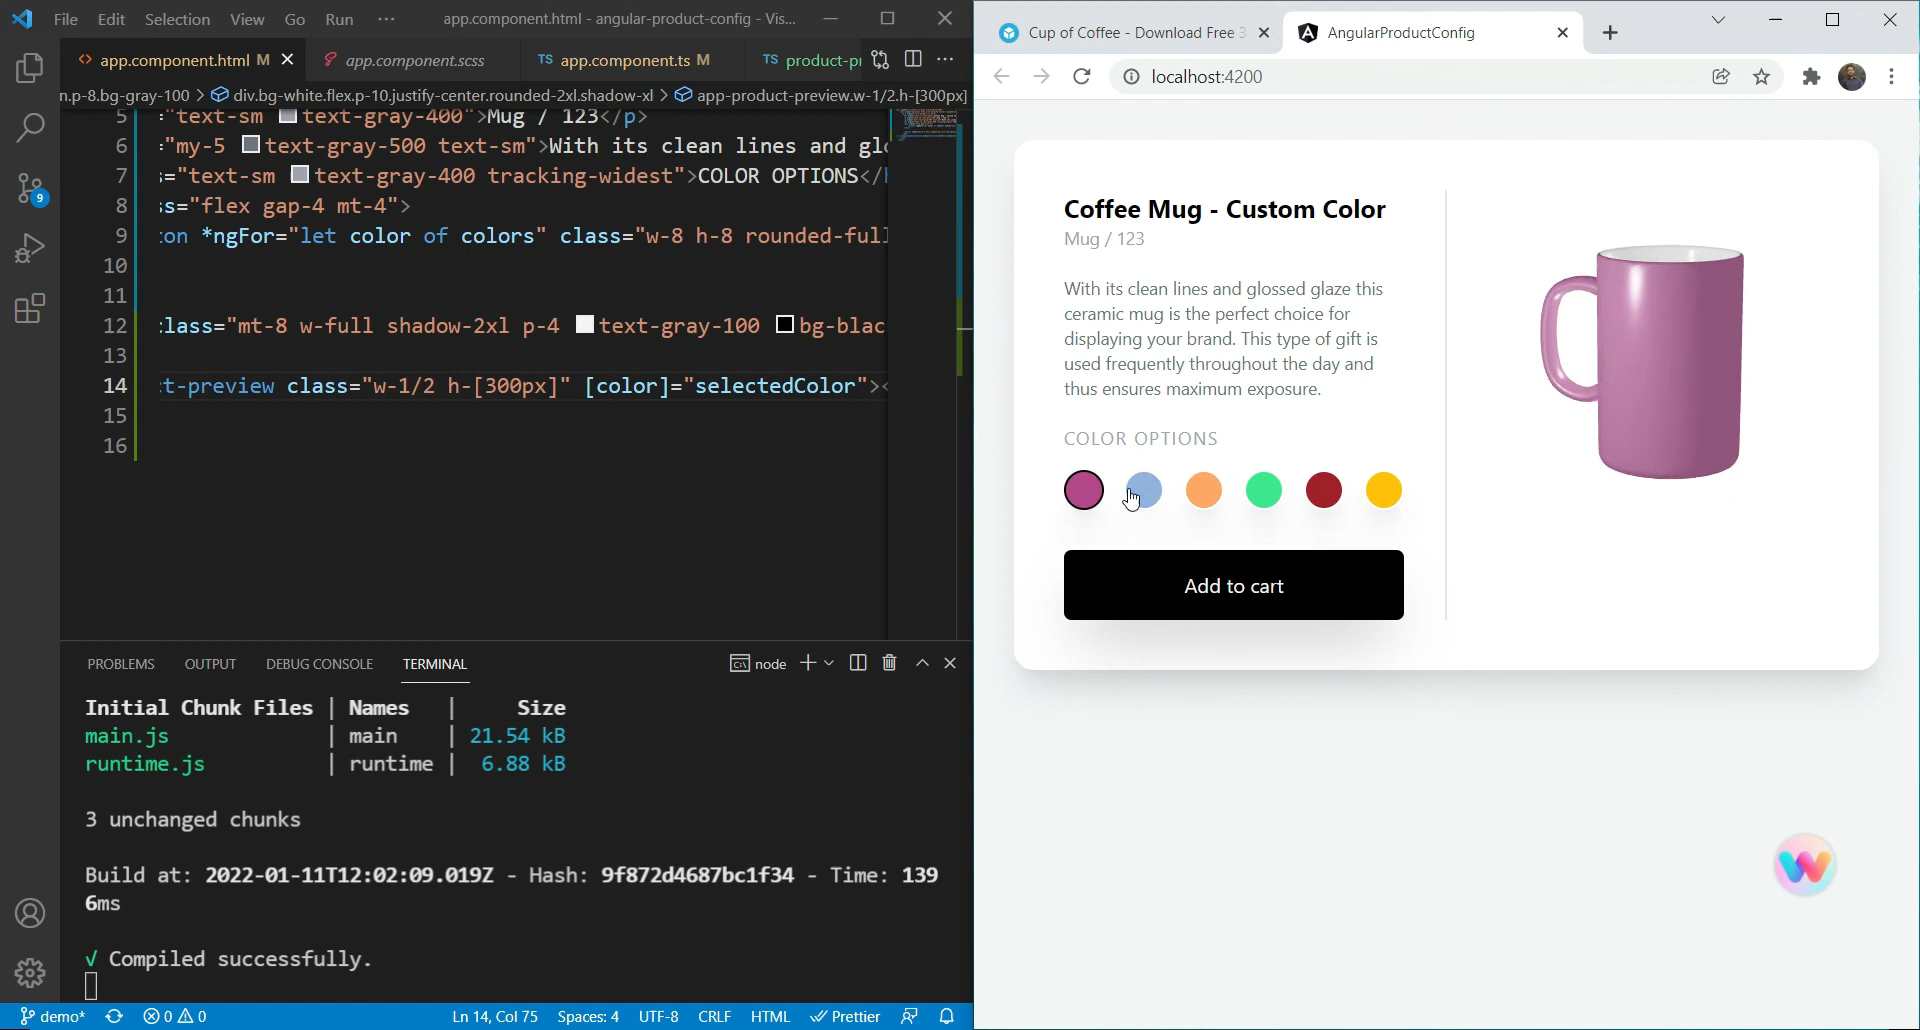 File Edit Selection View Go Run ··· app.component.html - angular-product-config - Vis...
app.component.html M app.component.scss TS app.component.ts M TS product-pr
n.p-8.bg-gray-100 > div.bg-white.flex.p-10.justify-center.rounded-2xl.shadow-xl > app-product-preview.w-1/2.h-[300px]
5 ="text-sm text-gray-400">Mug / 123</p>
6 ="my-5 text-gray-500 text-sm">With its clean lines and glo
7 ="text-sm text-gray-400 tracking-widest">COLOR OPTIONS</h
8 ss="flex gap-4 mt-4">
9 on *ngFor="let color of colors" class="w-8 h-8 rounded-full
10
11
12 class="mt-8 w-full shadow-2xl p-4 text-gray-100 bg-blac
13
14 t-preview class="w-1/2 h-[300px]" [color]="selectedColor"><
15
16
9
PROBLEMS OUTPUT DEBUG CONSOLE TERMINAL node
Initial Chunk Files | Names | Size
main.js | main | 21.54 kB
runtime.js | runtime | 6.88 kB
3 unchanged chunks
Build at: 2022-01-11T12:02:09.019Z - Hash: 9f872d4687bc1f34 - Time: 139
6ms
√ Compiled successfully.
demo* 0 0 Ln 14, Col 75 Spaces: 4 UTF-8 CRLF HTML Prettier
Cup of Coffee - Download Free 3 AngularProductConfig
localhost:4200
Coffee Mug - Custom Color
Mug / 123
With its clean lines and glossed glaze this
ceramic mug is the perfect choice for
displaying your brand. This type of gift is
used frequently throughout the day and
thus ensures maximum exposure.
COLOR OPTIONS
Add to cart